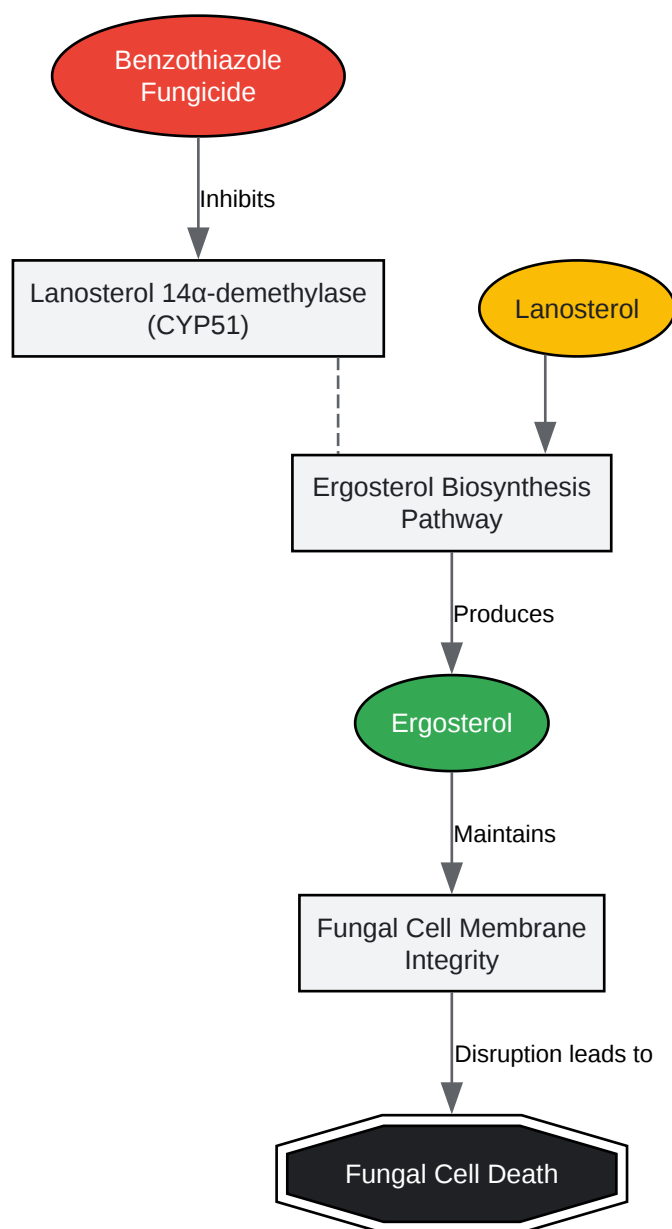 Benzothiazole
Fungicide
Inhibits
Lanosterol 14α-demethylase
(CYP51)
Lanosterol
Ergosterol Biosynthesis
Pathway
Produces
Ergosterol
Maintains
Fungal Cell Membrane
Integrity
Disruption leads to
Fungal Cell Death